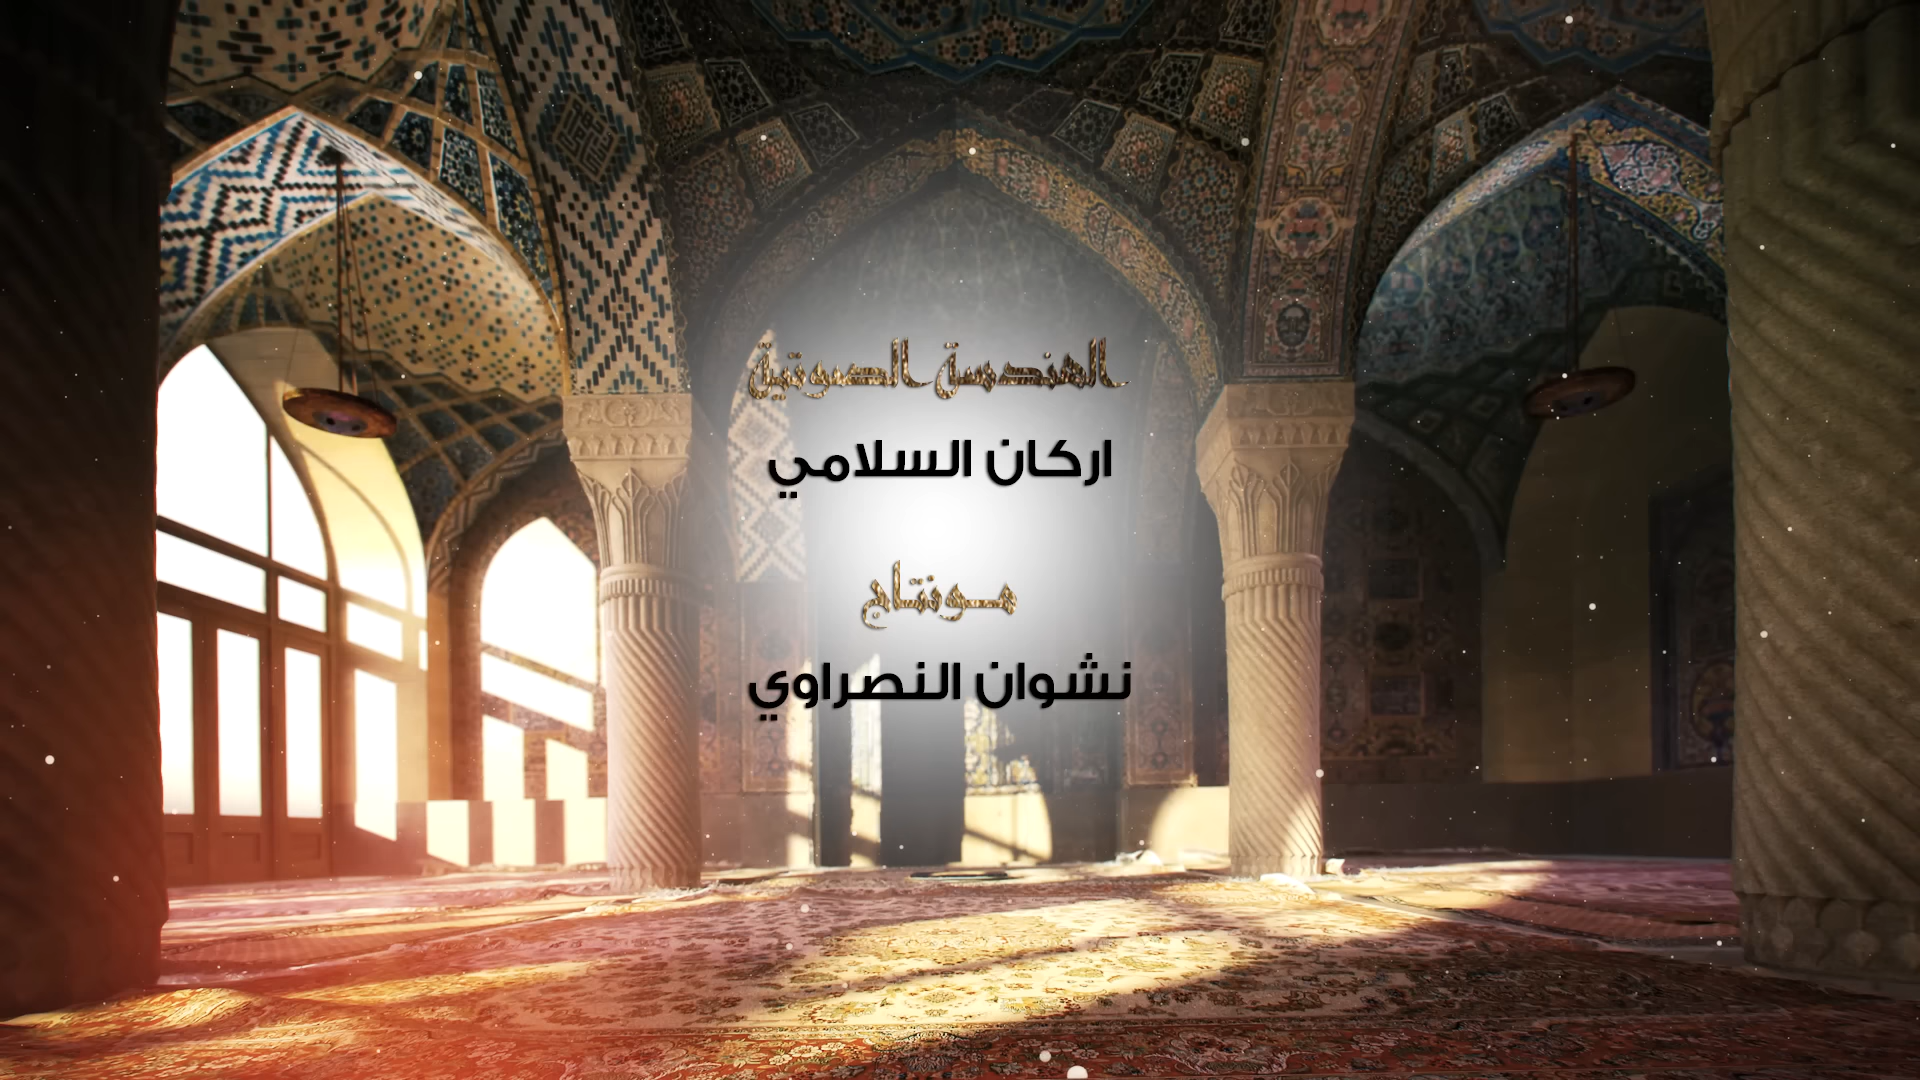 الهندسة الصوتية
اركان السلامي
مونتاج
نشوان النصراوي